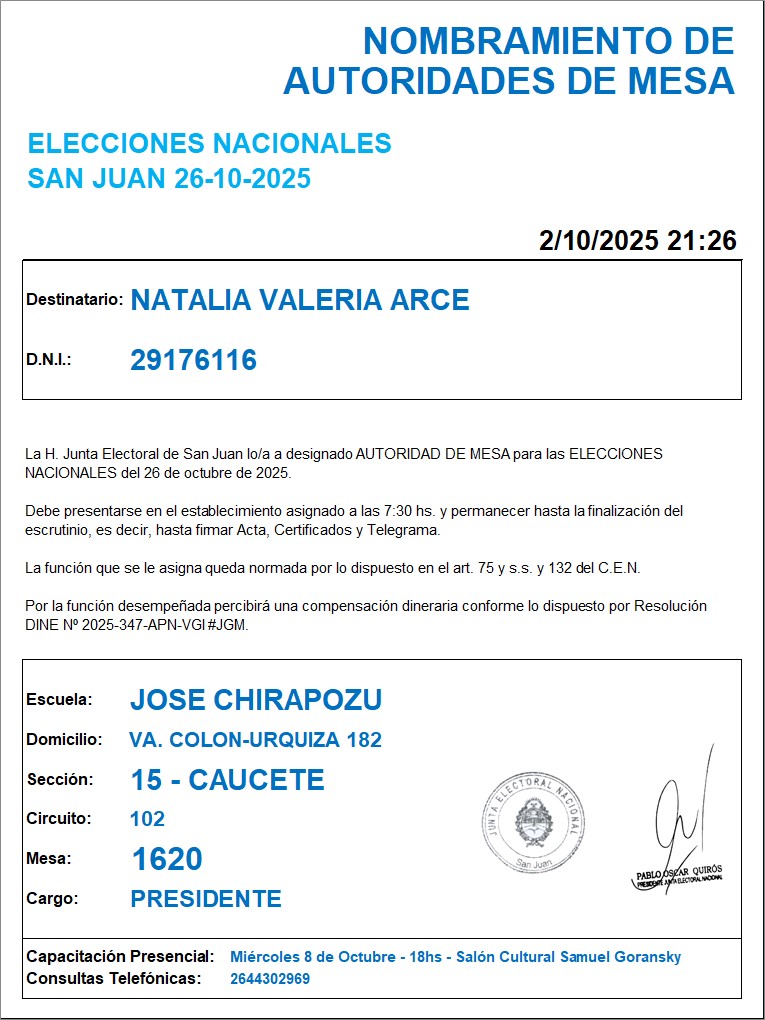 NOMBRAMIENTO DE
AUTORIDADES DE MESA
ELECCIONES NACIONALES
SAN JUAN 26-10-2025
2/10/2025 21:26
Destinatario: NATALIA VALERIA ARCE
D.N.I.: 29176116
La H. Junta Electoral de San Juan lo/a a designado AUTORIDAD DE MESA para las ELECCIONES
NACIONALES del 26 de octubre de 2025.
Debe presentarse en el establecimiento asignado a las 7:30 hs. y permanecer hasta la finalización del
escrutinio, es decir, hasta firmar Acta, Certificados y Telegrama.
La función que se le asigna queda normada por lo dispuesto en el art. 75 y s.s. y 132 del C.E.N.
Por la función desempeñada percibirá una compensación dineraria conforme lo dispuesto por Resolución
DINE Nº 2025-347-APN-VGI#JGM.
Escuela: JOSE CHIRAPOZU
Domicilio: VA. COLON-URQUIZA 182
Sección: 15 - CAUCETE
Circuito: 102
Mesa: 1620
Cargo: PRESIDENTE
JUNTA ELECTORAL NACIONAL
San Juan
PABLO OSCAR QUIRÓS
PRESIDENTE JUNTA ELECTORAL NACIONAL
Capacitación Presencial: Miércoles 8 de Octubre - 18hs - Salón Cultural Samuel Goransky
Consultas Telefónicas: 2644302969